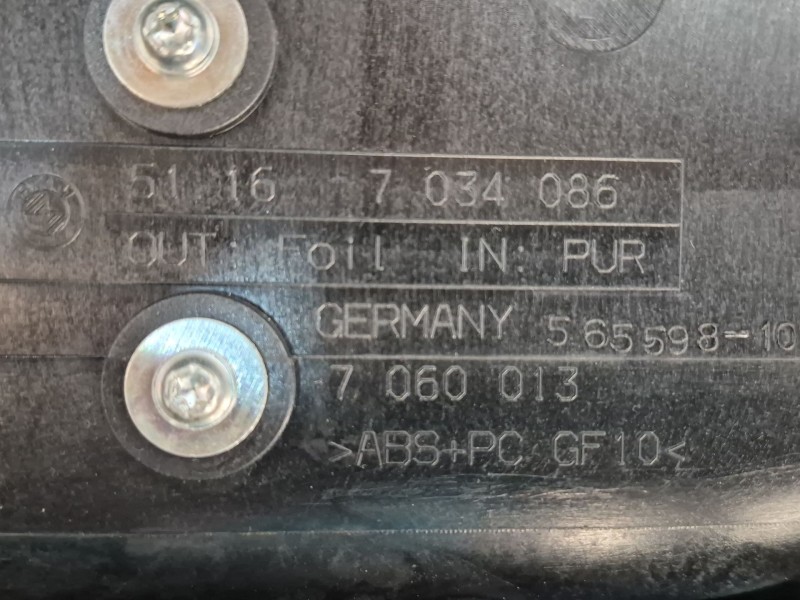 51 16 7 034 086
OUT: Foil IN: PUR
GERMANY 565598-10
7 060 013
>ABS+PC GF10<